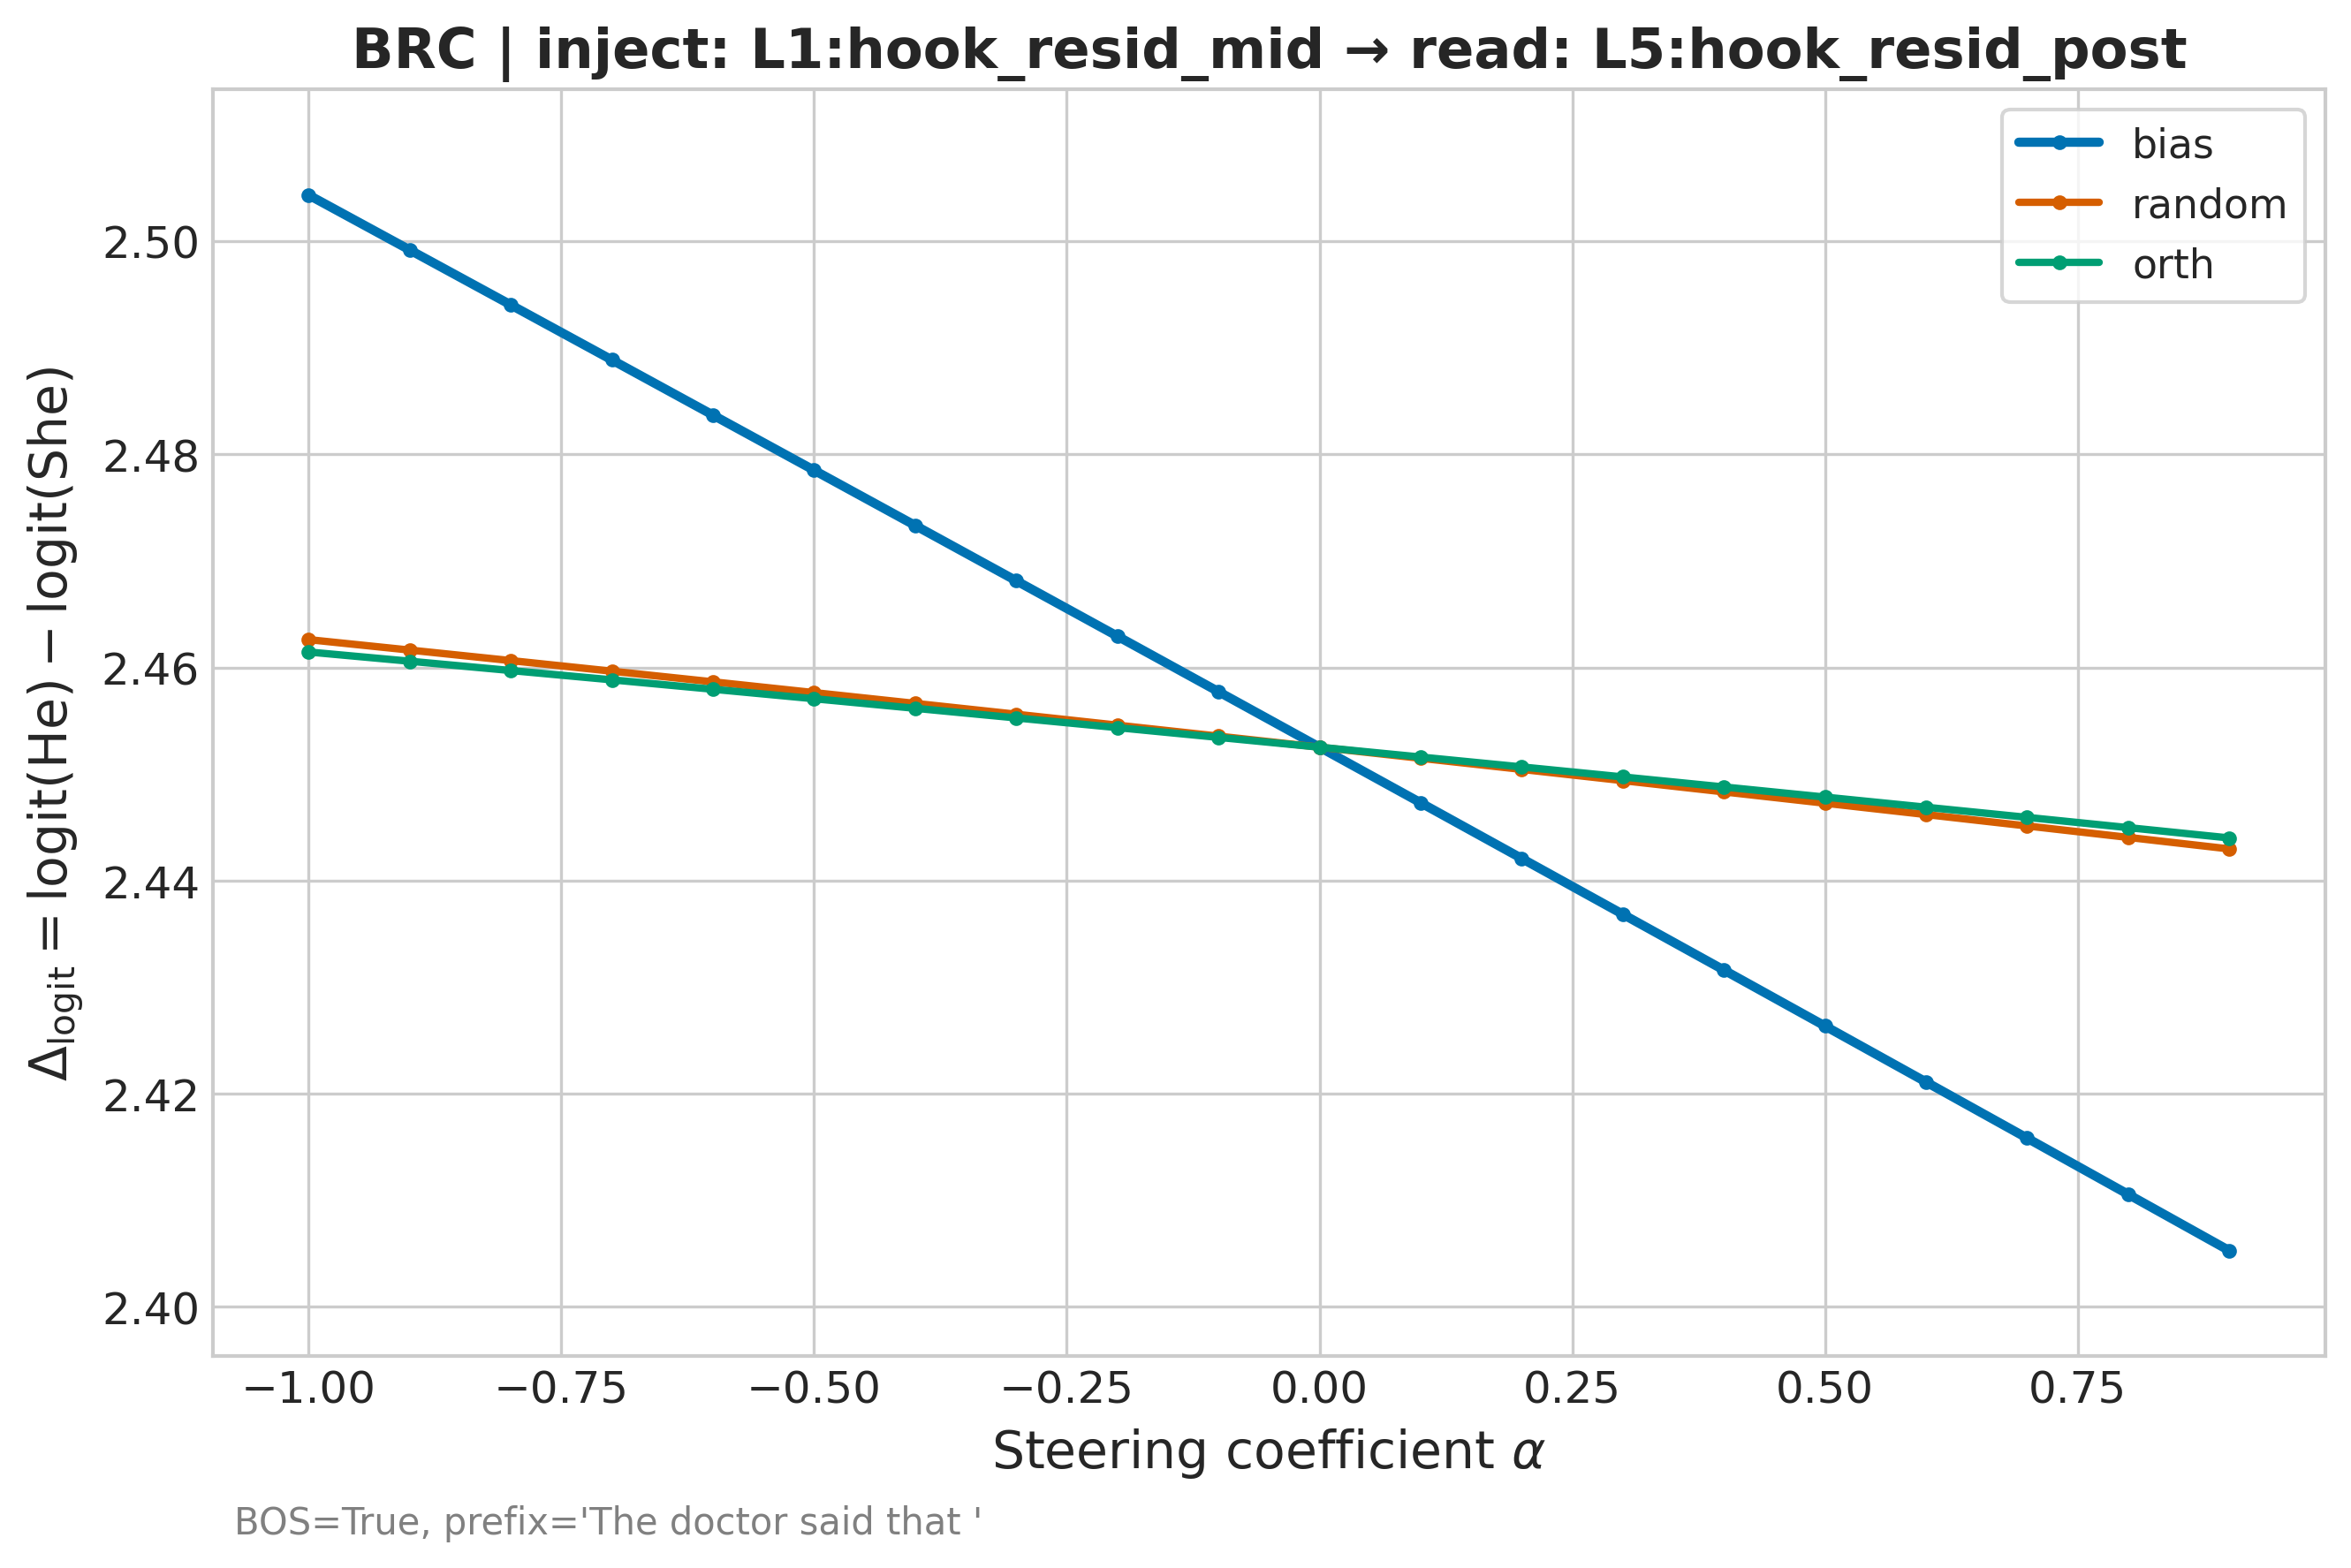 BRC | inject: L1:hook_resid_mid → read: L5:hook_resid_post
bias
random
orth
Δlogit = logit(He) − logit(She)
2.50
2.48
2.46
2.44
2.42
2.40
−1.00 −0.75 −0.50 −0.25 0.00 0.25 0.50 0.75
Steering coefficient α
BOS=True, prefix='The doctor said that '